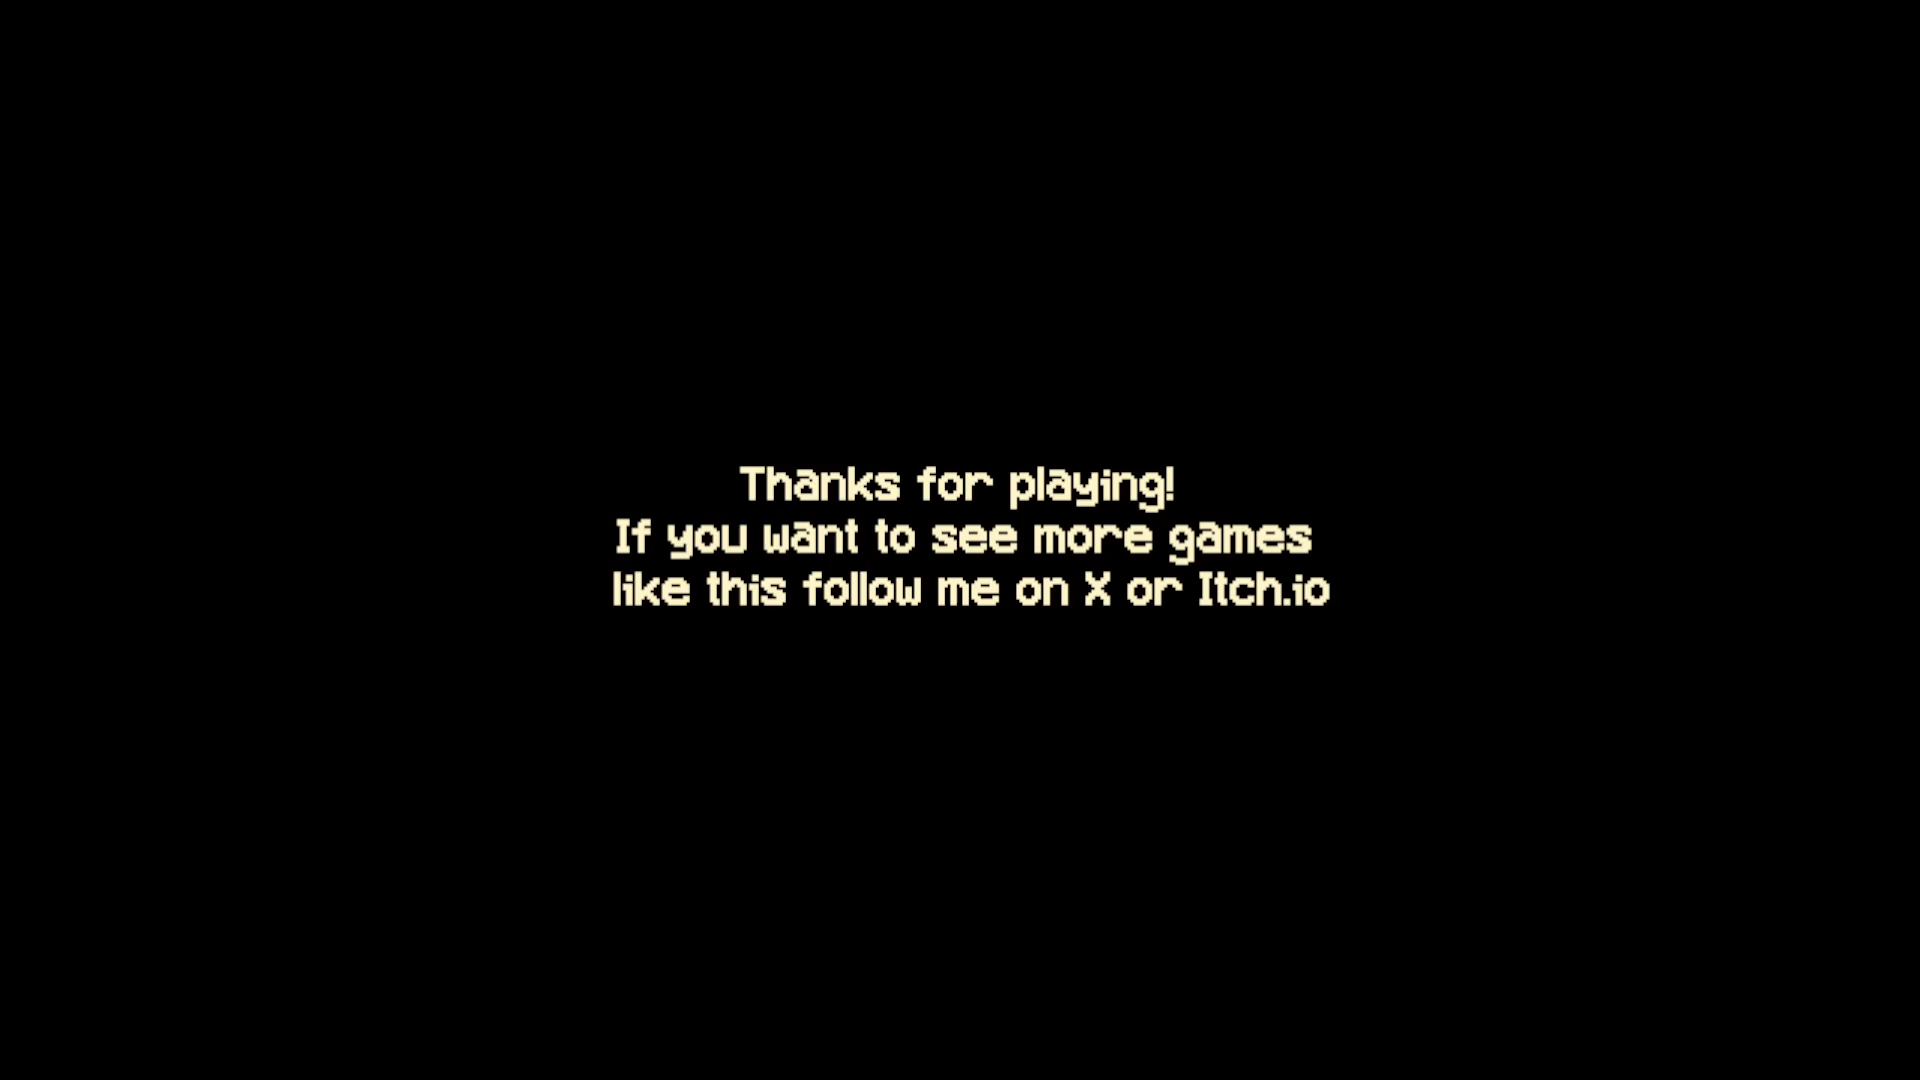 Thanks for playing!
If you want to see more games
like this follow me on X or Itch.io